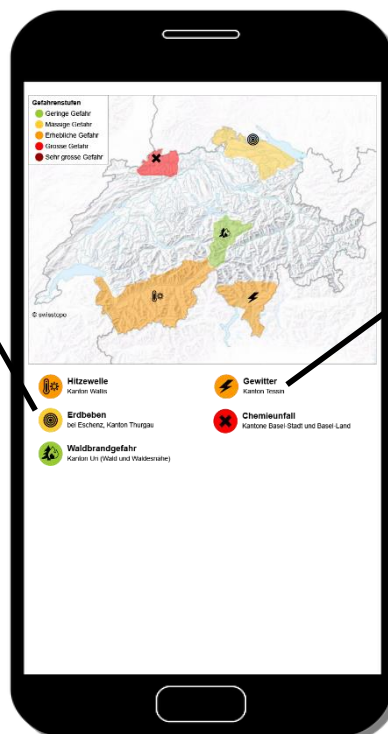 Gefahrenstufen
Geringe Gefahr
Mässige Gefahr
Erhebliche Gefahr
Grosse Gefahr
Sehr grosse Gefahr
© swisstopo
Hitzewelle
Kanton Wallis
Gewitter
Kanton Tessin
Erdbeben
bei Eschenz, Kanton Thurgau
Chemieunfall
Kantone Basel-Stadt und Basel-Land
Waldbrandgefahr
Kanton Uri (Wald und Waldesnähe)